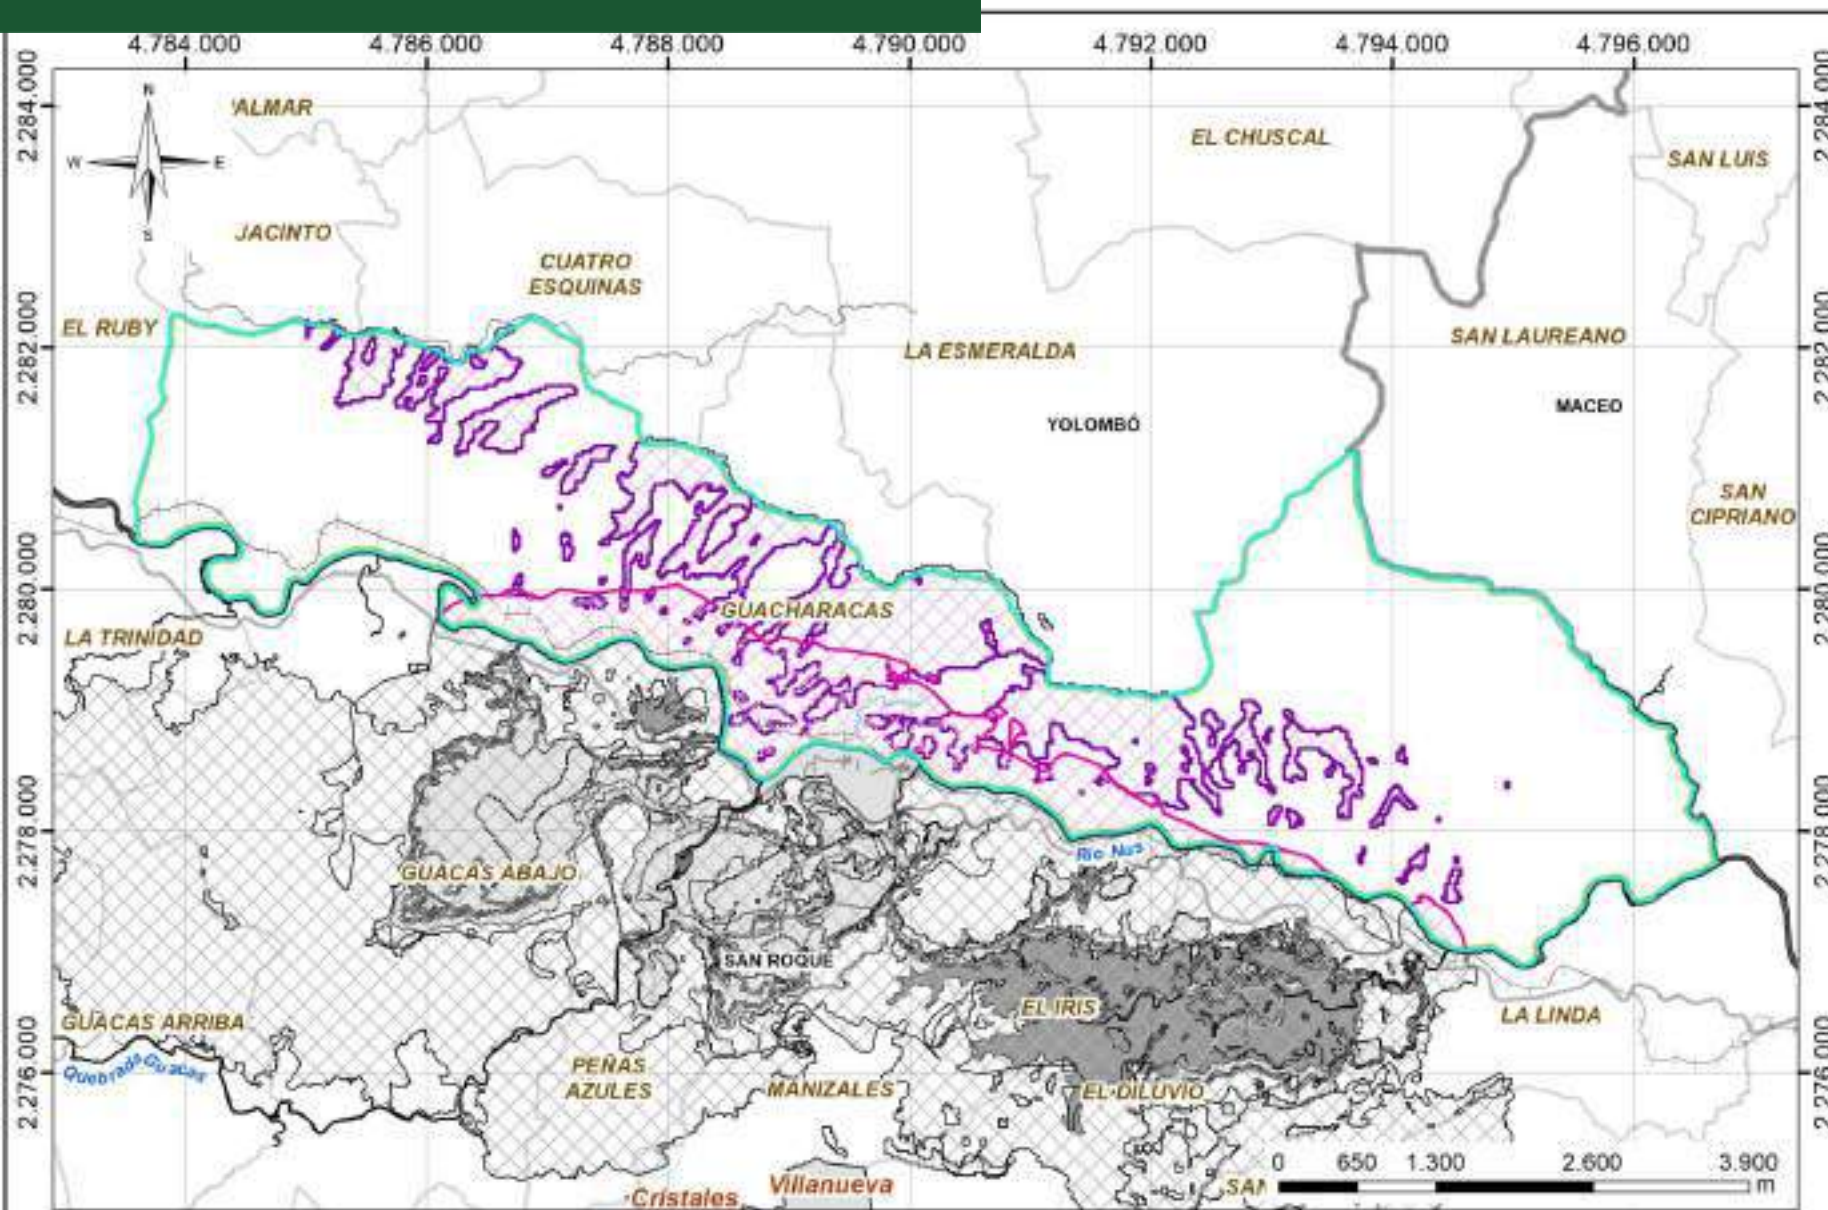 4.784.000 4.786.000 4.788.000 4.790.000 4.792.000 4.794.000 4.796.000
2.284.000
2.282.000
2.280.000
2.278.000
2.276.000
N
W E
S
JACINTO
CUATRO
ESQUINAS
EL CHUSCAL
SAN LUIS
EL RUBY
LA ESMERALDA
SAN LAUREANO
YOLOMBÓ
MACEO
SAN
CIPRIANO
GUACHARACAS
LA TRINIDAD
Río Nus
GUACAS ABAJO
SAN ROQUE
EL IRIS
LA LINDA
GUACAS ARRIBA
Quebrada Guacas
PEÑAS
AZULES
MANIZALES
EL DILUVIO
Cristales
Villanueva
0 650 1.300 2.600 3.900
m